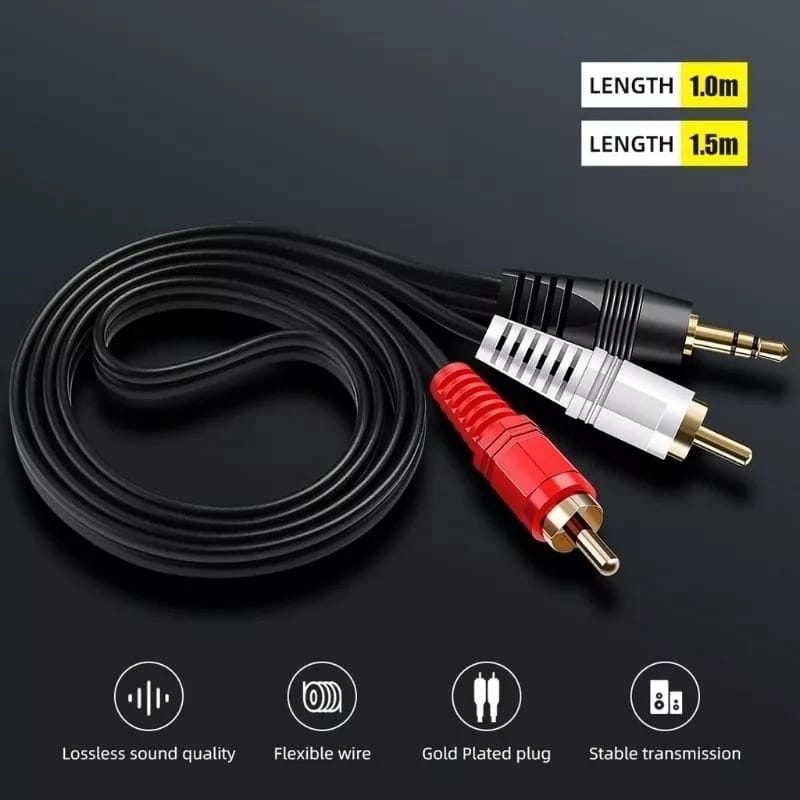 LENGTH 1.0m
LENGTH 1.5m
Lossless sound quality
Flexible wire
Gold Plated plug
Stable transmission